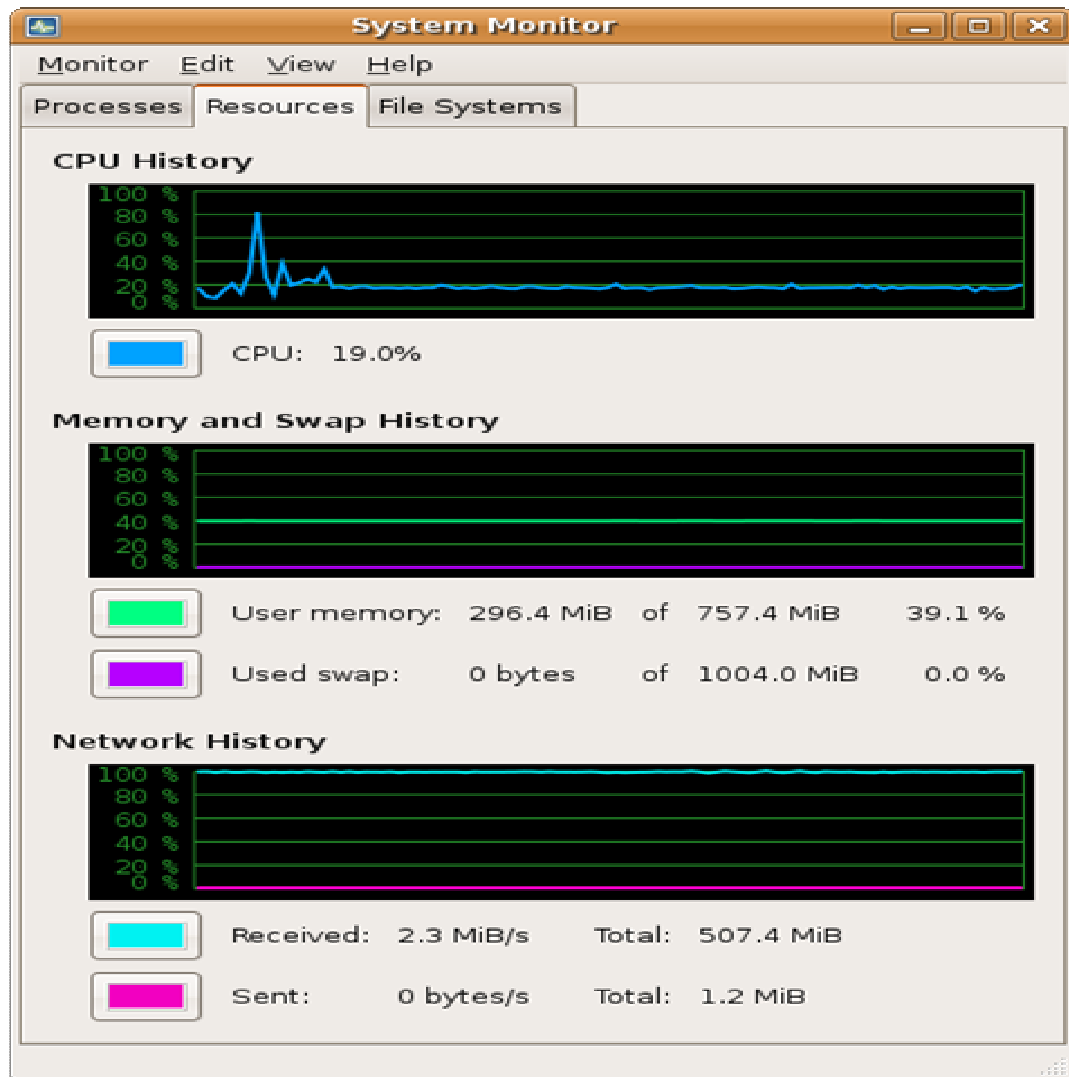 System Monitor
Monitor Edit View Help
Processes Resources File Systems
CPU History
100 %
80 %
60 %
40 %
20 %
0 %
CPU: 19.0%
Memory and Swap History
100 %
80 %
60 %
40 %
20 %
0 %
User memory: 296.4 MiB of 757.4 MiB 39.1 %
Used swap: 0 bytes of 1004.0 MiB 0.0 %
Network History
100 %
80 %
60 %
40 %
20 %
0 %
Received: 2.3 MiB/s Total: 507.4 MiB
Sent: 0 bytes/s Total: 1.2 MiB